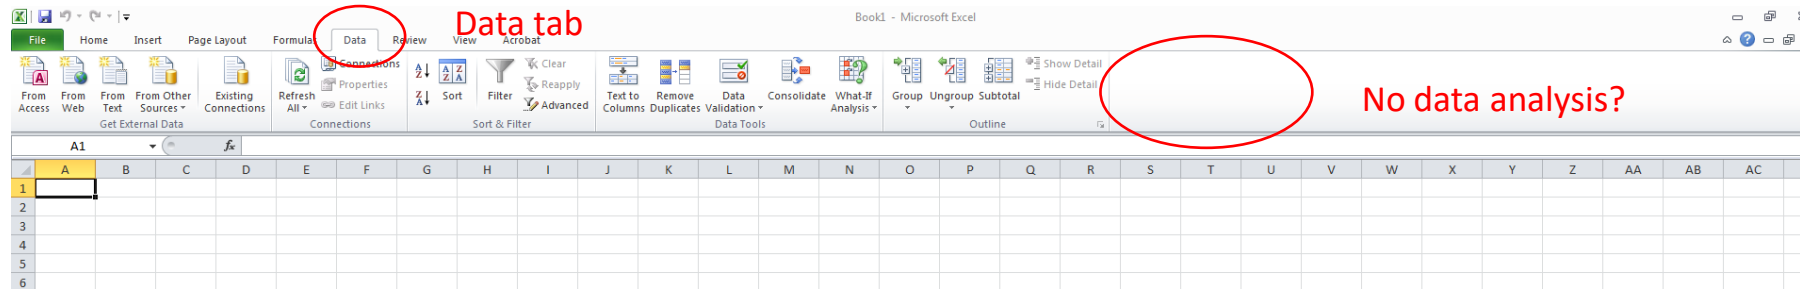 Book1 - Microsoft Excel
Data tab
File Home Insert Page Layout Formulas Data Review View Acrobat
From Access
From Web
From Text
From Other Sources
Existing Connections
Get External Data
Refresh All
Connections
Properties
Edit Links
Connections
Sort
Filter
Clear
Reapply
Advanced
Sort & Filter
Text to Columns
Remove Duplicates
Data Validation
Consolidate
What-If Analysis
Data Tools
Group
Ungroup
Subtotal
Show Detail
Hide Detail
Outline
No data analysis?
A1 fx
A B C D E F G H I J K L M N O P Q R S T U V W X Y Z AA AB AC
1
2
3
4
5
6